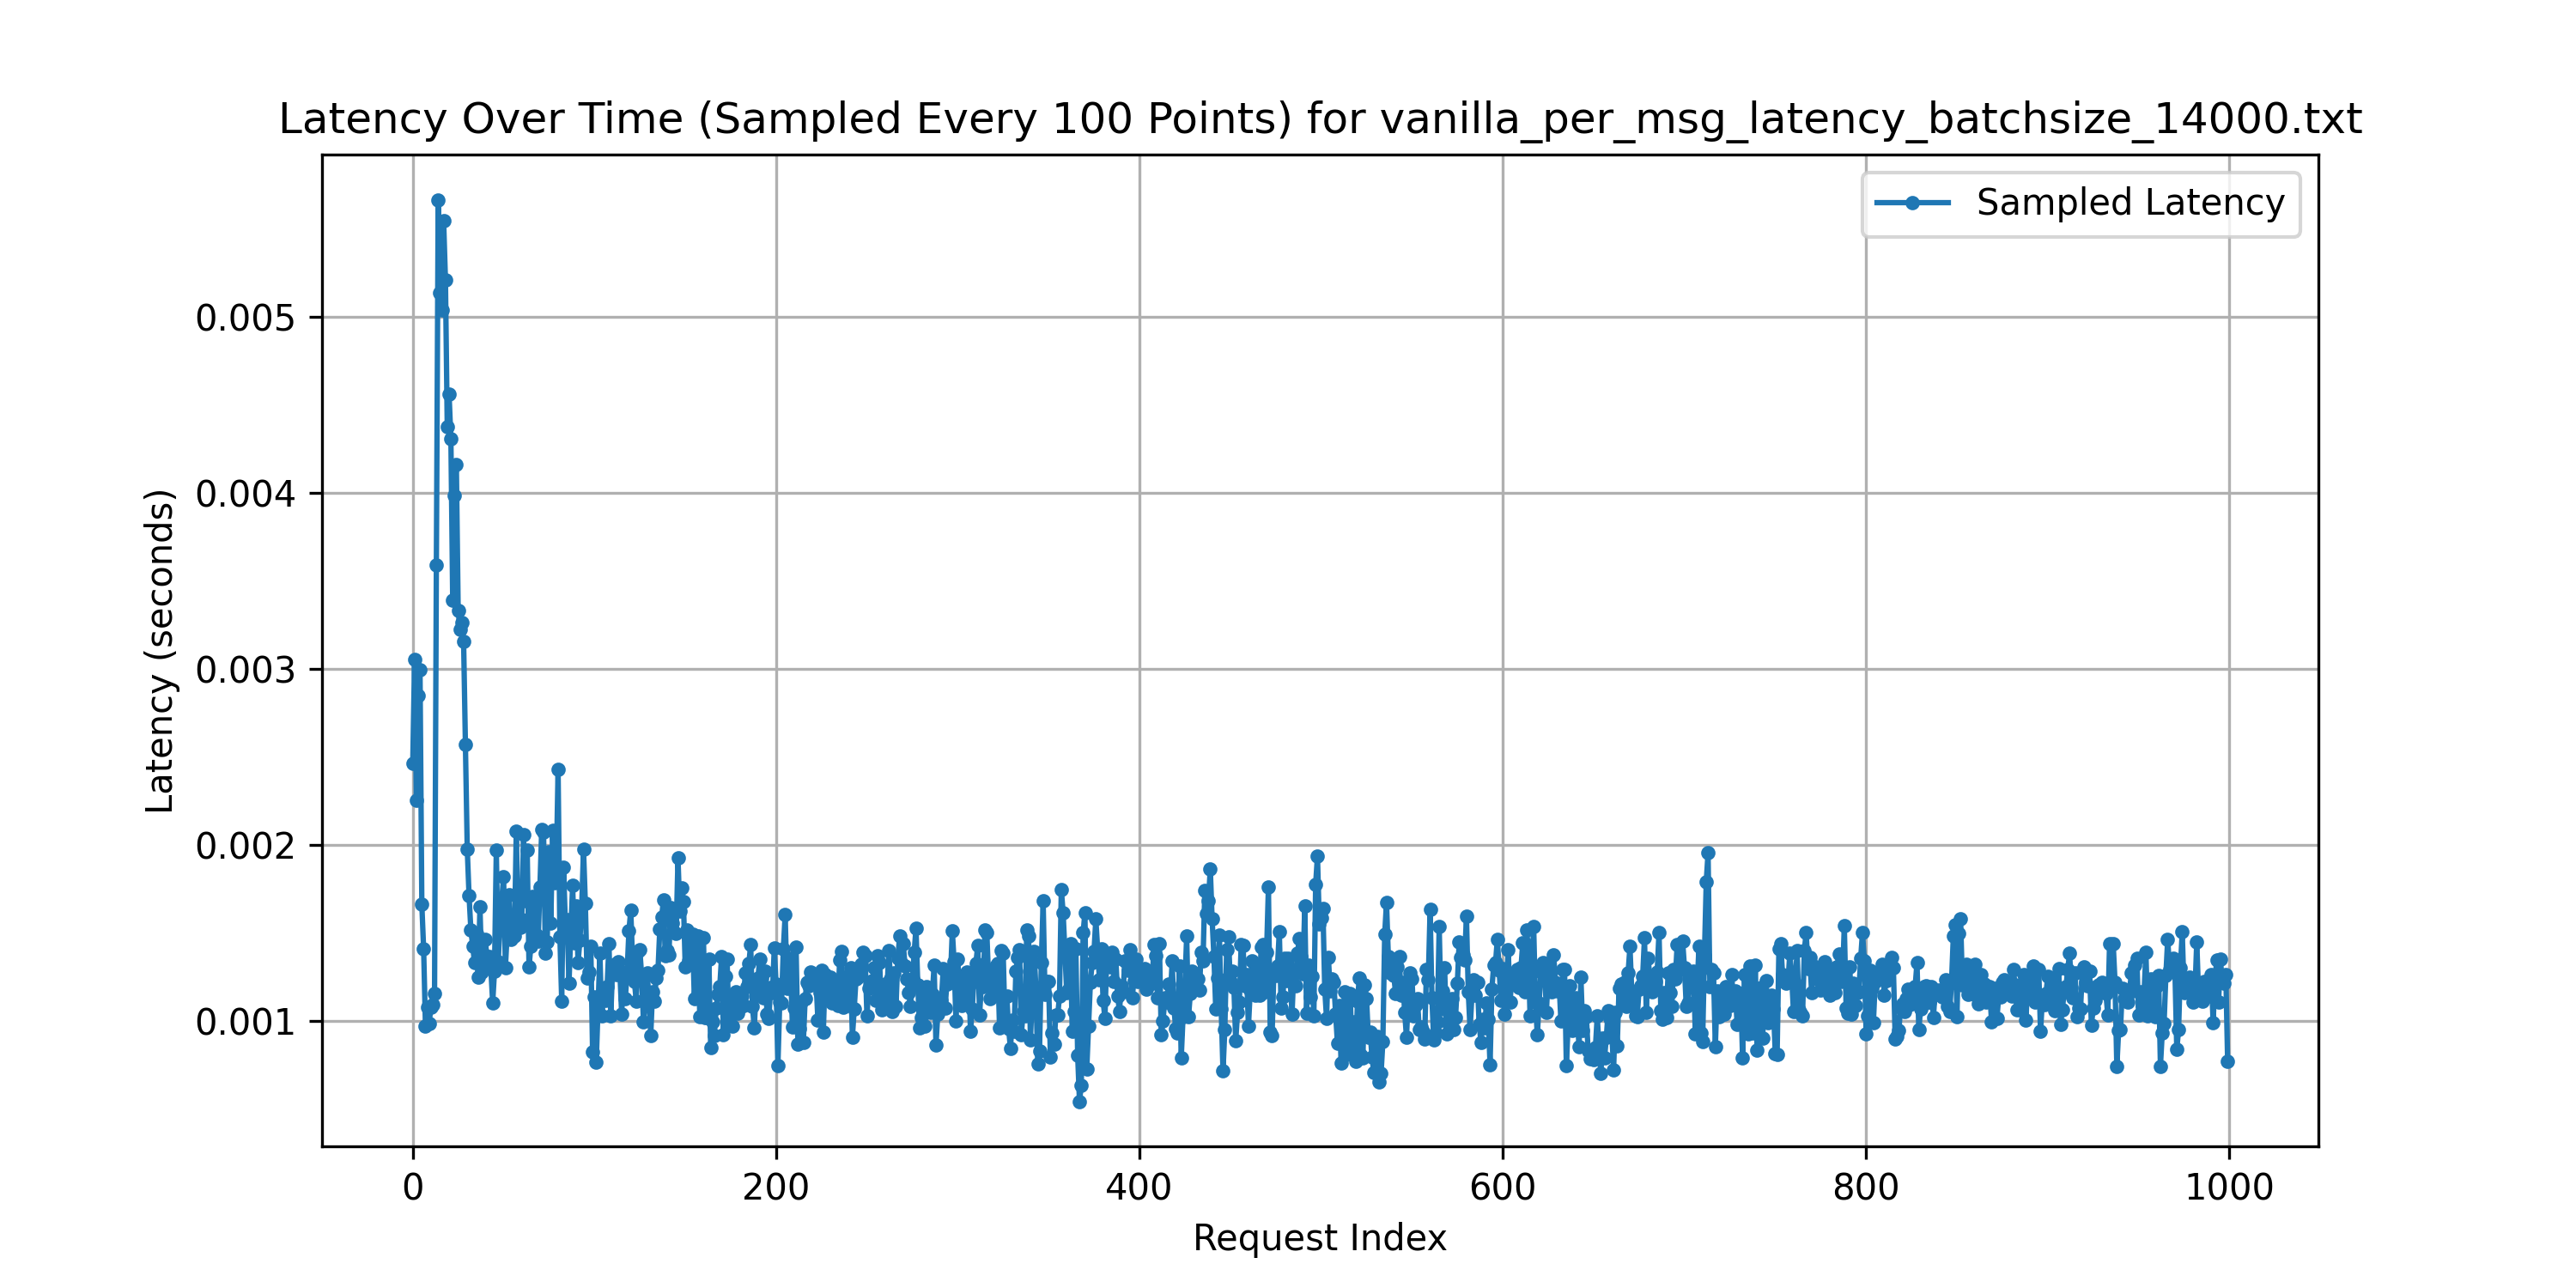 Latency Over Time (Sampled Every 100 Points) for vanilla_per_msg_latency_batchsize_14000.txt
Sampled Latency
Latency (seconds)
0.005
0.004
0.003
0.002
0.001
0 200 400 600 800 1000
Request Index